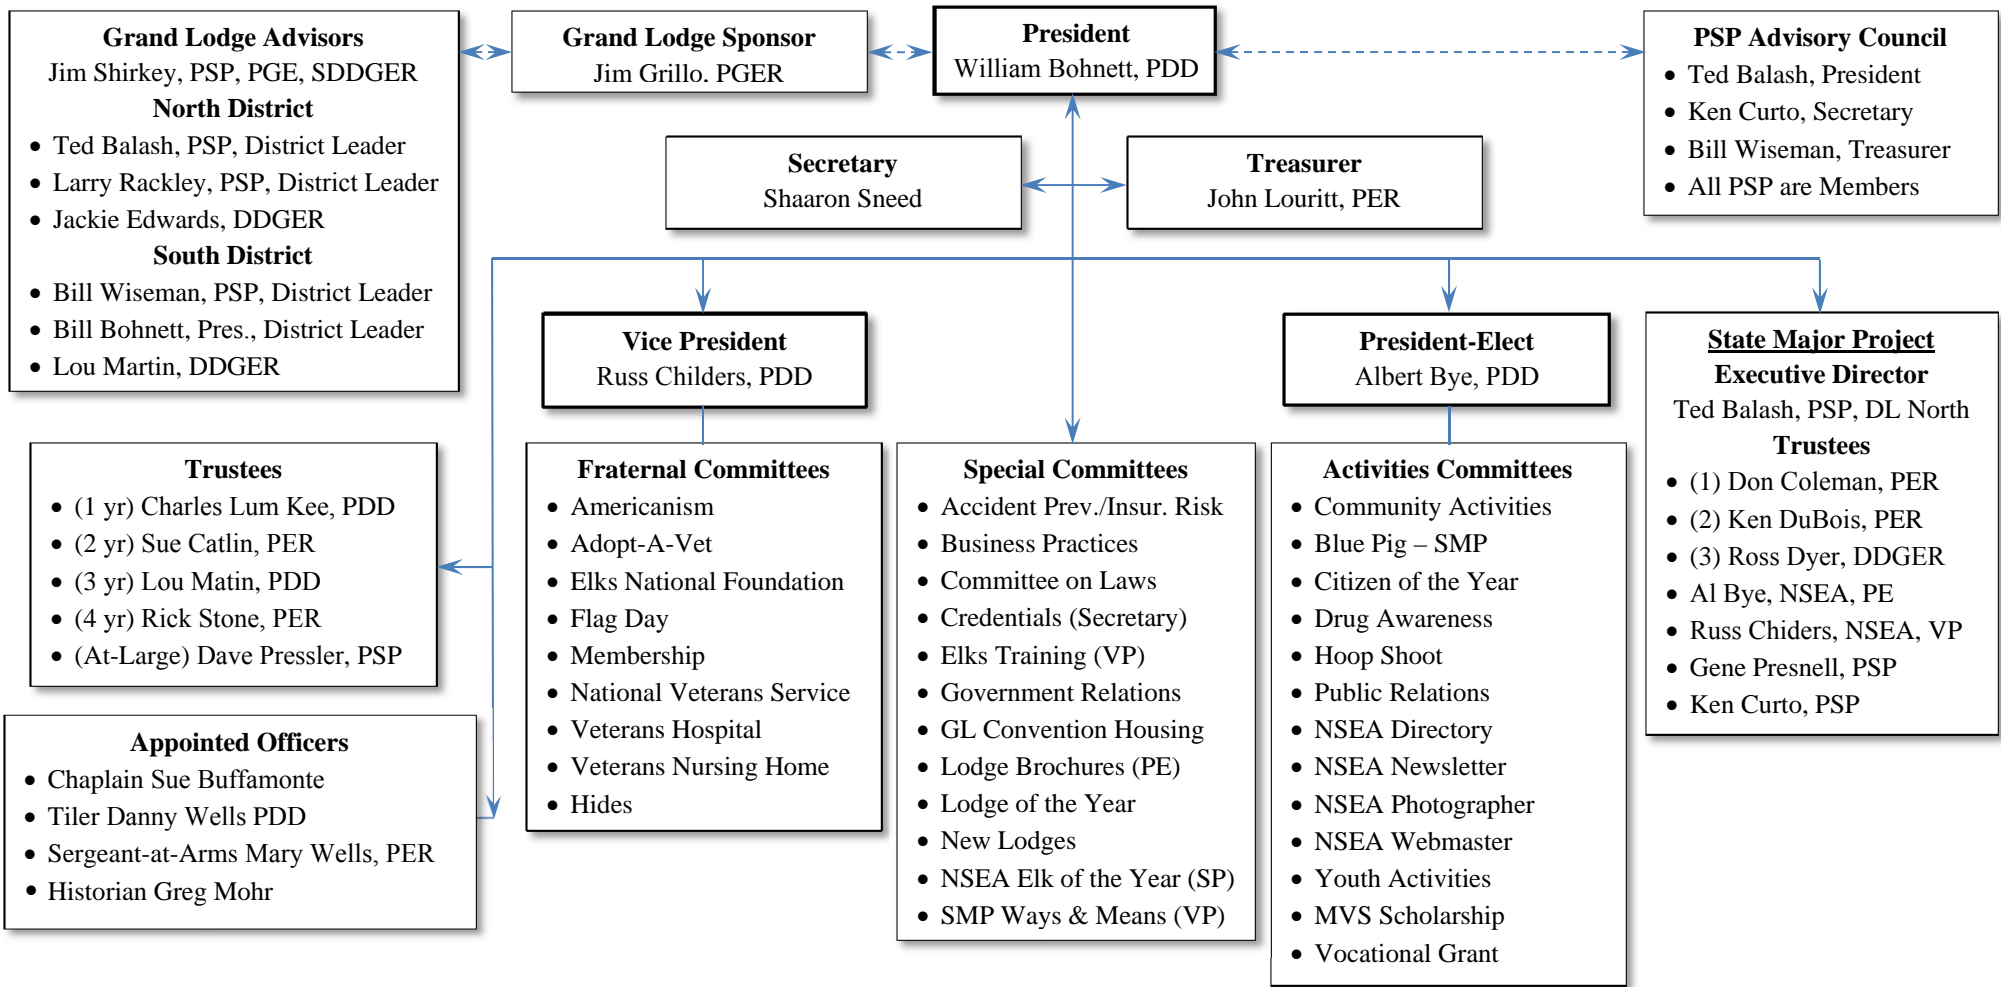 Grand Lodge Advisors
Jim Shirkey, PSP, PGE, SDDGER
North District
• Ted Balash, PSP, District Leader
• Larry Rackley, PSP, District Leader
• Jackie Edwards, DDGER
South District
• Bill Wiseman, PSP, District Leader
• Bill Bohnett, Pres., District Leader
• Lou Martin, DDGER
Grand Lodge Sponsor
Jim Grillo. PGER
President
William Bohnett, PDD
PSP Advisory Council
• Ted Balash, President
• Ken Curto, Secretary
• Bill Wiseman, Treasurer
• All PSP are Members
Secretary
Shaaron Sneed
Treasurer
John Louritt, PER
Vice President
Russ Childers, PDD
President-Elect
Albert Bye, PDD
State Major Project
Executive Director
Ted Balash, PSP, DL North
Trustees
• (1) Don Coleman, PER
• (2) Ken DuBois, PER
• (3) Ross Dyer, DDGER
• Al Bye, NSEA, PE
• Russ Chiders, NSEA, VP
• Gene Presnell, PSP
• Ken Curto, PSP
Trustees
• (1 yr) Charles Lum Kee, PDD
• (2 yr) Sue Catlin, PER
• (3 yr) Lou Matin, PDD
• (4 yr) Rick Stone, PER
• (At-Large) Dave Pressler, PSP
Appointed Officers
• Chaplain Sue Buffamonte
• Tiler Danny Wells PDD
• Sergeant-at-Arms Mary Wells, PER
• Historian Greg Mohr
Fraternal Committees
• Americanism
• Adopt-A-Vet
• Elks National Foundation
• Flag Day
• Membership
• National Veterans Service
• Veterans Hospital
• Veterans Nursing Home
• Hides
Special Committees
• Accident Prev./Insur. Risk
• Business Practices
• Committee on Laws
• Credentials (Secretary)
• Elks Training (VP)
• Government Relations
• GL Convention Housing
• Lodge Brochures (PE)
• Lodge of the Year
• New Lodges
• NSEA Elk of the Year (SP)
• SMP Ways & Means (VP)
Activities Committees
• Community Activities
• Blue Pig – SMP
• Citizen of the Year
• Drug Awareness
• Hoop Shoot
• Public Relations
• NSEA Directory
• NSEA Newsletter
• NSEA Photographer
• NSEA Webmaster
• Youth Activities
• MVS Scholarship
• Vocational Grant